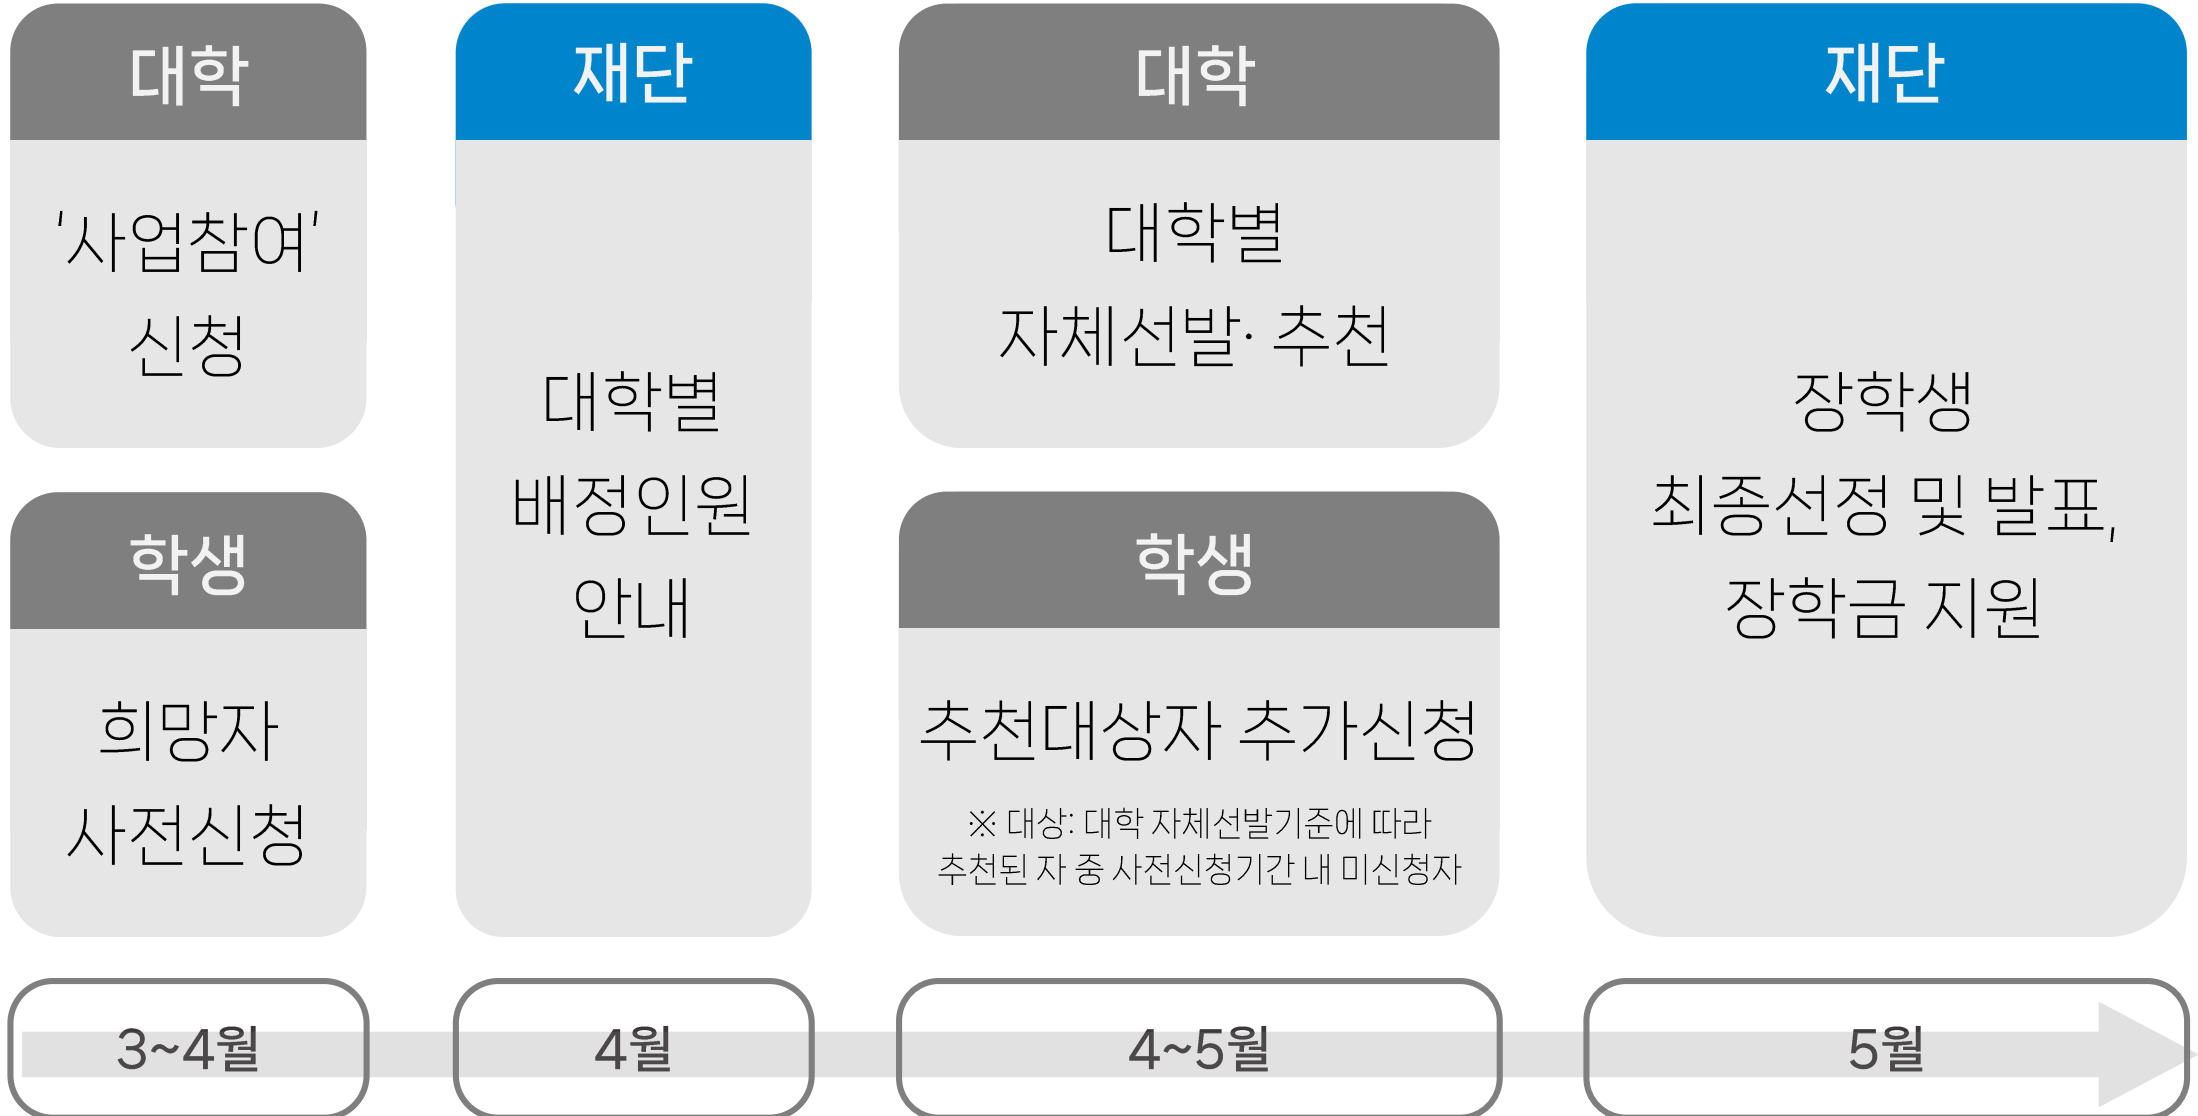 대학
‘사업참여’
신청
학생
희망자
사전신청
재단
대학별
배정인원
안내
대학
대학별
자체선발· 추천
학생
추천대상자 추가신청
※ 대상: 대학 자체선발기준에 따라
추천된 자 중 사전신청기간 내 미신청자
재단
장학생
최종선정 및 발표,
장학금 지원
3~4월
4월
4~5월
5월